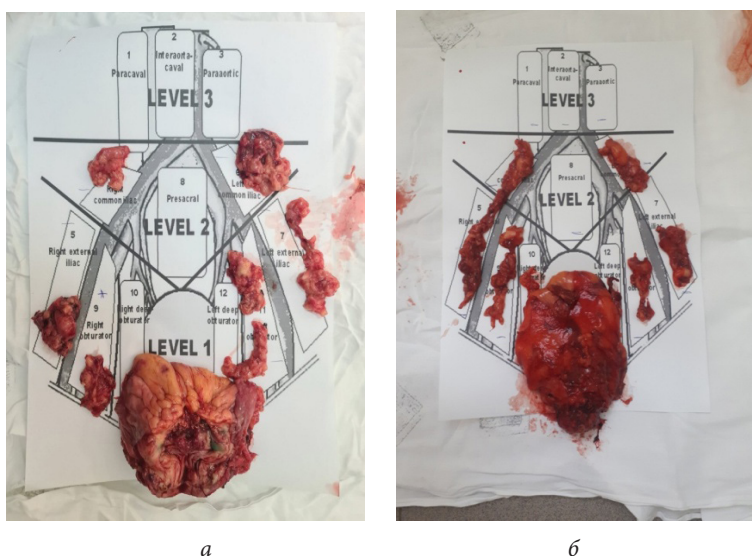 1
Paracaval
2
Interaorta-
caval
3
Paraaortic
LEVEL 3
Right
common iliac
Left
common iliac
8
Presacral
LEVEL 2
5
Right external
iliac
7
Left external
iliac
9
Right
obturator
10
Right deep
obturator
12
Left deep
obturator
LEVEL 1
а
1
Paracaval
2
Interaorta-
caval
3
Paraaortic
LEVEL 3
8
Presacral
LEVEL 2
5
Right
7
Left external
iliac
10
12
Left deep
obturator
б